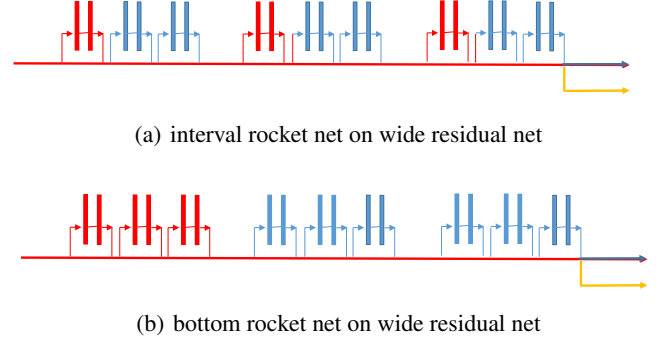 (a) interval rocket net on wide residual net
(b) bottom rocket net on wide residual net